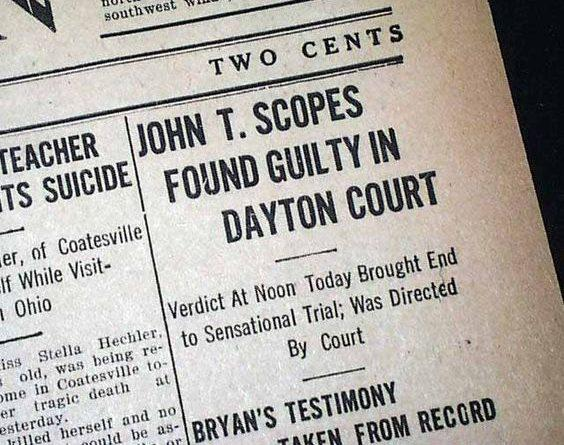 southwest wind
TWO CENTS
TEACHER
TS SUICIDE
er, of Coatesville
lf While Visit-
Ohio
iss Stella Hechler,
old, was being re-
ome in Coatesville to-
er tragic death at
esterday.
killed herself and no
could be as-
or
JOHN T. SCOPES
FOUND GUILTY IN
DAYTON COURT
Verdict At Noon Today Brought End
to Sensational Trial; Was Directed
By Court
BRYAN'S TESTIMONY
TAKEN FROM RECORD